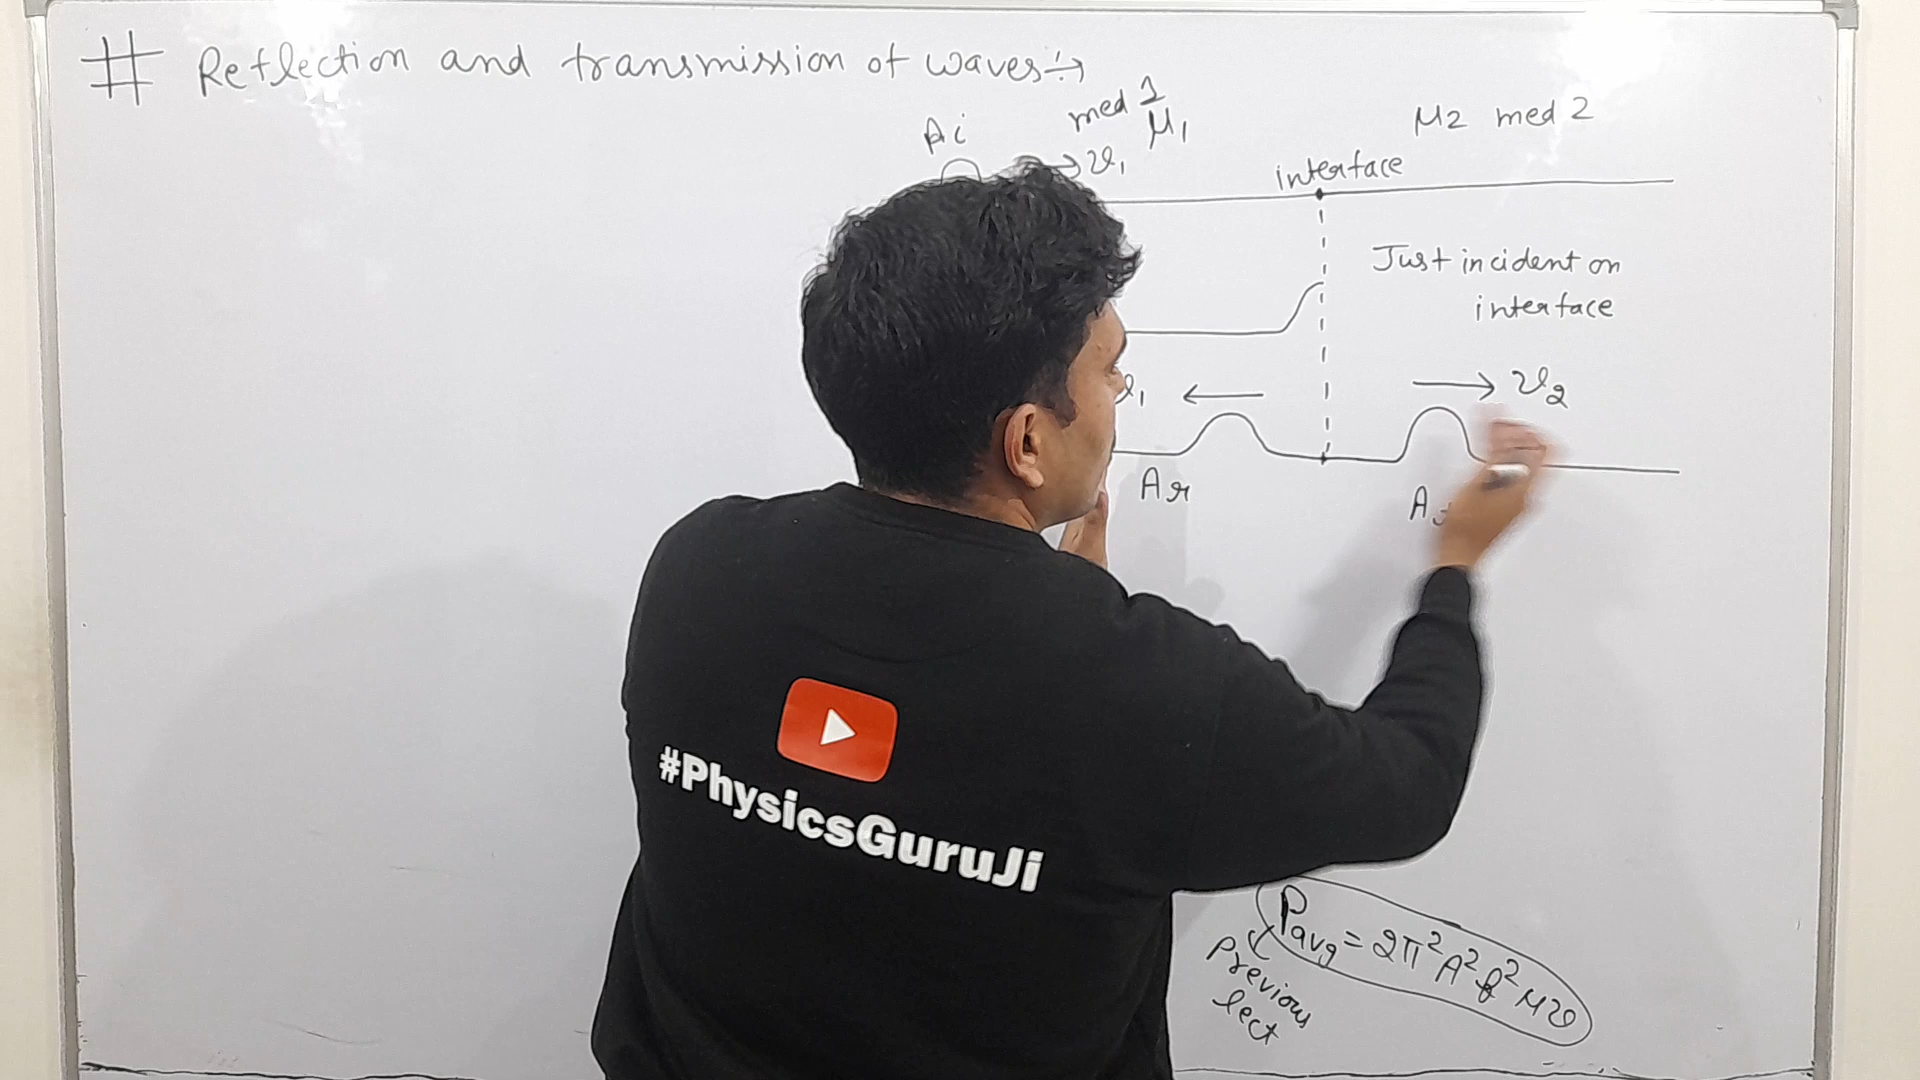 # Reflection and transmission of waves :→
Ai
med 1
μ1
v1
μ2 med 2
interface
Just incident on
interface
v2
Ar
#PhysicsGuruJi
Pavg = 2π²A²f²μv
Previous
lect